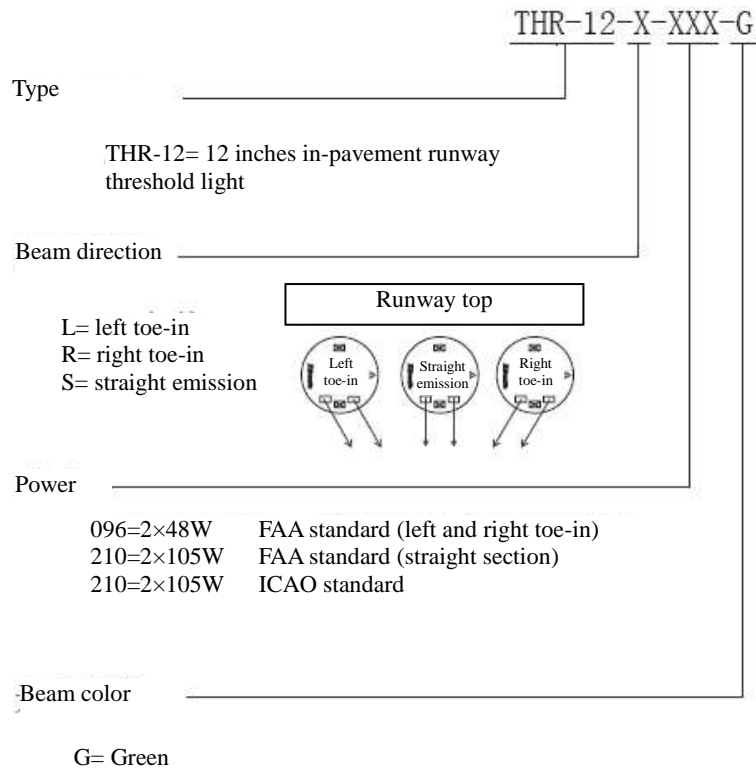 THR-12-X-XXX-G
Type
THR-12= 12 inches in-pavement runway
threshold light
Beam direction
Runway top
L= left toe-in
R= right toe-in
S= straight emission
Left
toe-in
Straight
emission
Right
toe-in
Power
096=2×48W FAA standard (left and right toe-in)
210=2×105W FAA standard (straight section)
210=2×105W ICAO standard
Beam color
G= Green